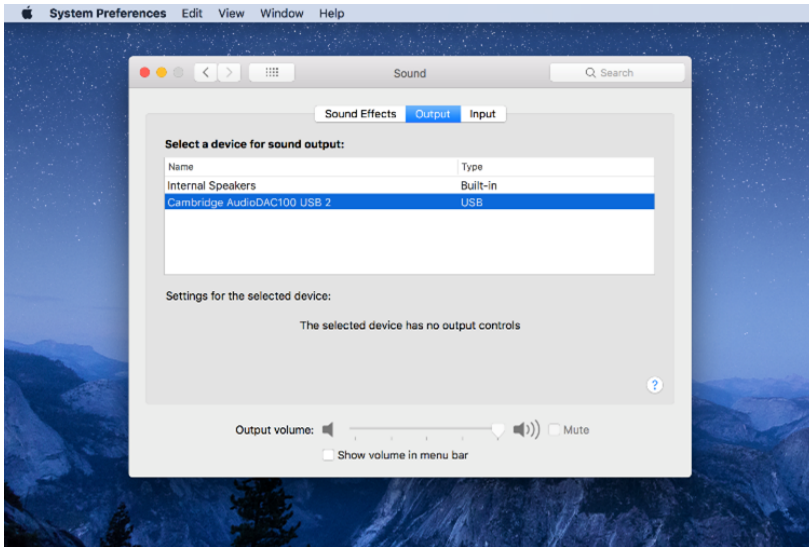 System Preferences Edit View Window Help
Sound
Search
Sound Effects Output Input
Select a device for sound output:
Name Type
Internal Speakers Built-in
Cambridge AudioDAC100 USB 2 USB
Settings for the selected device:
The selected device has no output controls
?
Output volume: Mute
Show volume in menu bar